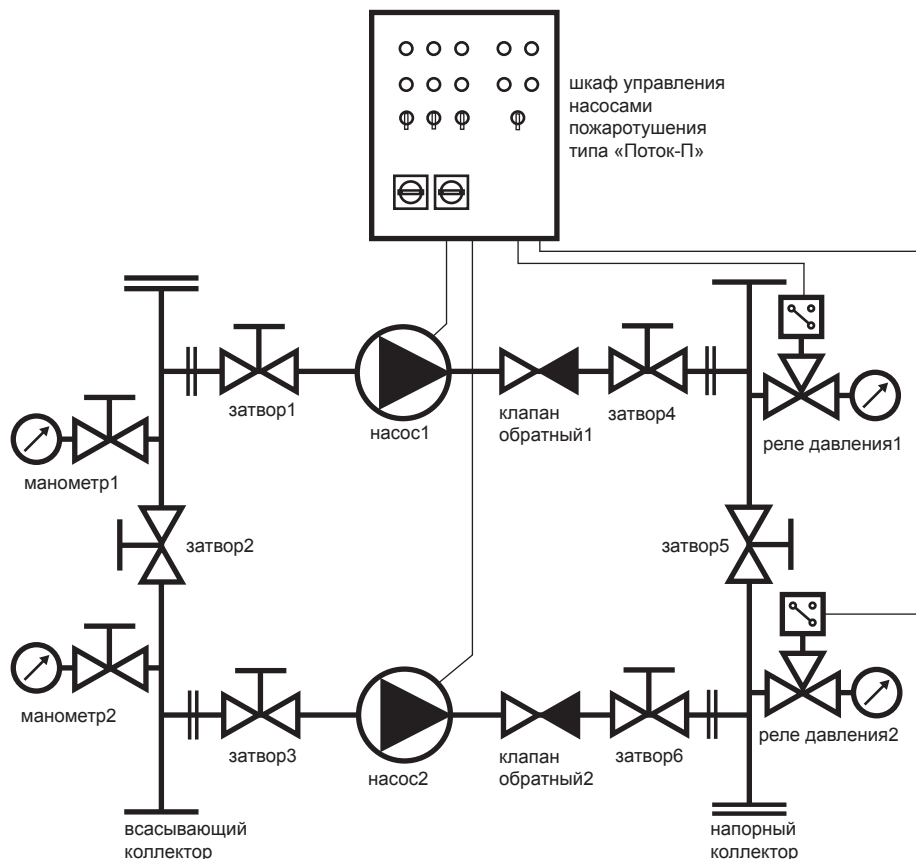 шкаф управления
насосами
пожаротушения
типа «Поток-П»
затвор1
насос1
клапан
обратный1
затвор4
реле давления1
манометр1
затвор2
затвор5
манометр2
затвор3
насос2
клапан
обратный2
затвор6
реле давления2
всасывающий
коллектор
напорный
коллектор